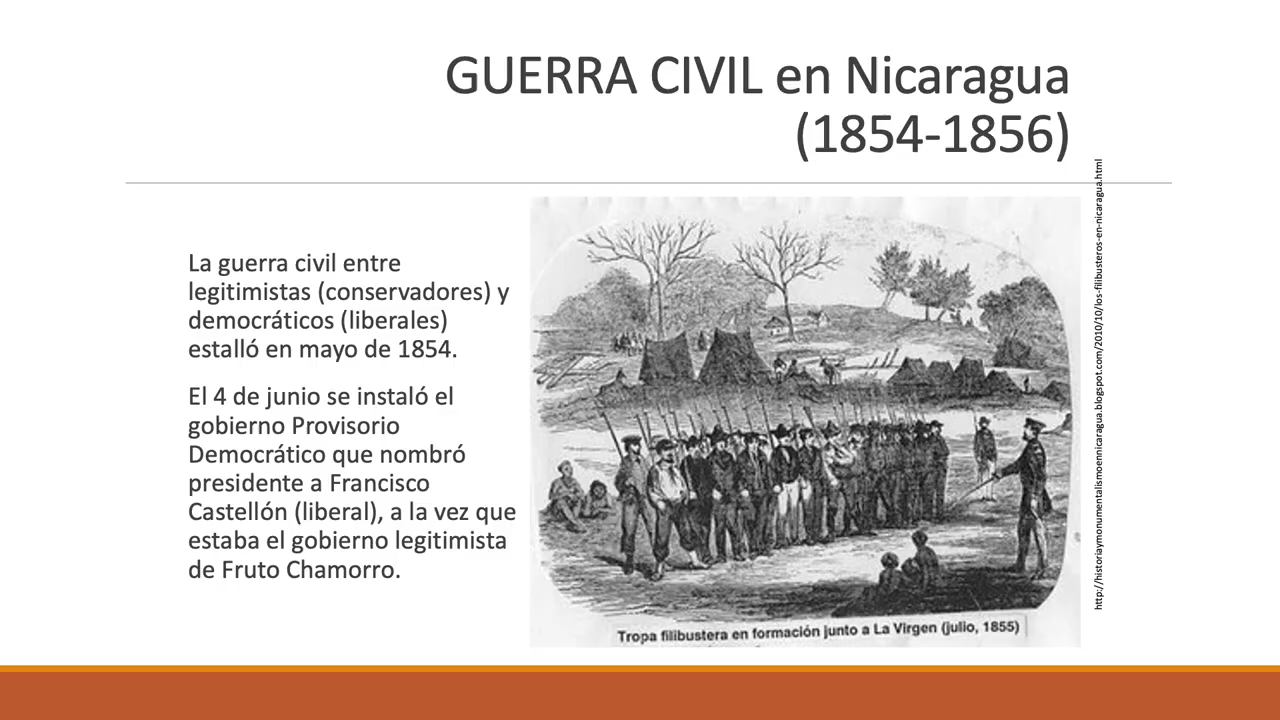 GUERRA CIVIL en Nicaragua
(1854-1856)
La guerra civil entre
legitimistas (conservadores) y
democráticos (liberales)
estalló en mayo de 1854.
El 4 de junio se instaló el
gobierno Provisorio
Democrático que nombró
presidente a Francisco
Castellón (liberal), a la vez que
estaba el gobierno legitimista
de Fruto Chamorro.
Tropa filibustera en formación junto a La Virgen (julio, 1855)
http://historiaymonumentalismoennicaragua.blogspot.com/2010/10/los-filibusteros-en-nicaragua.html